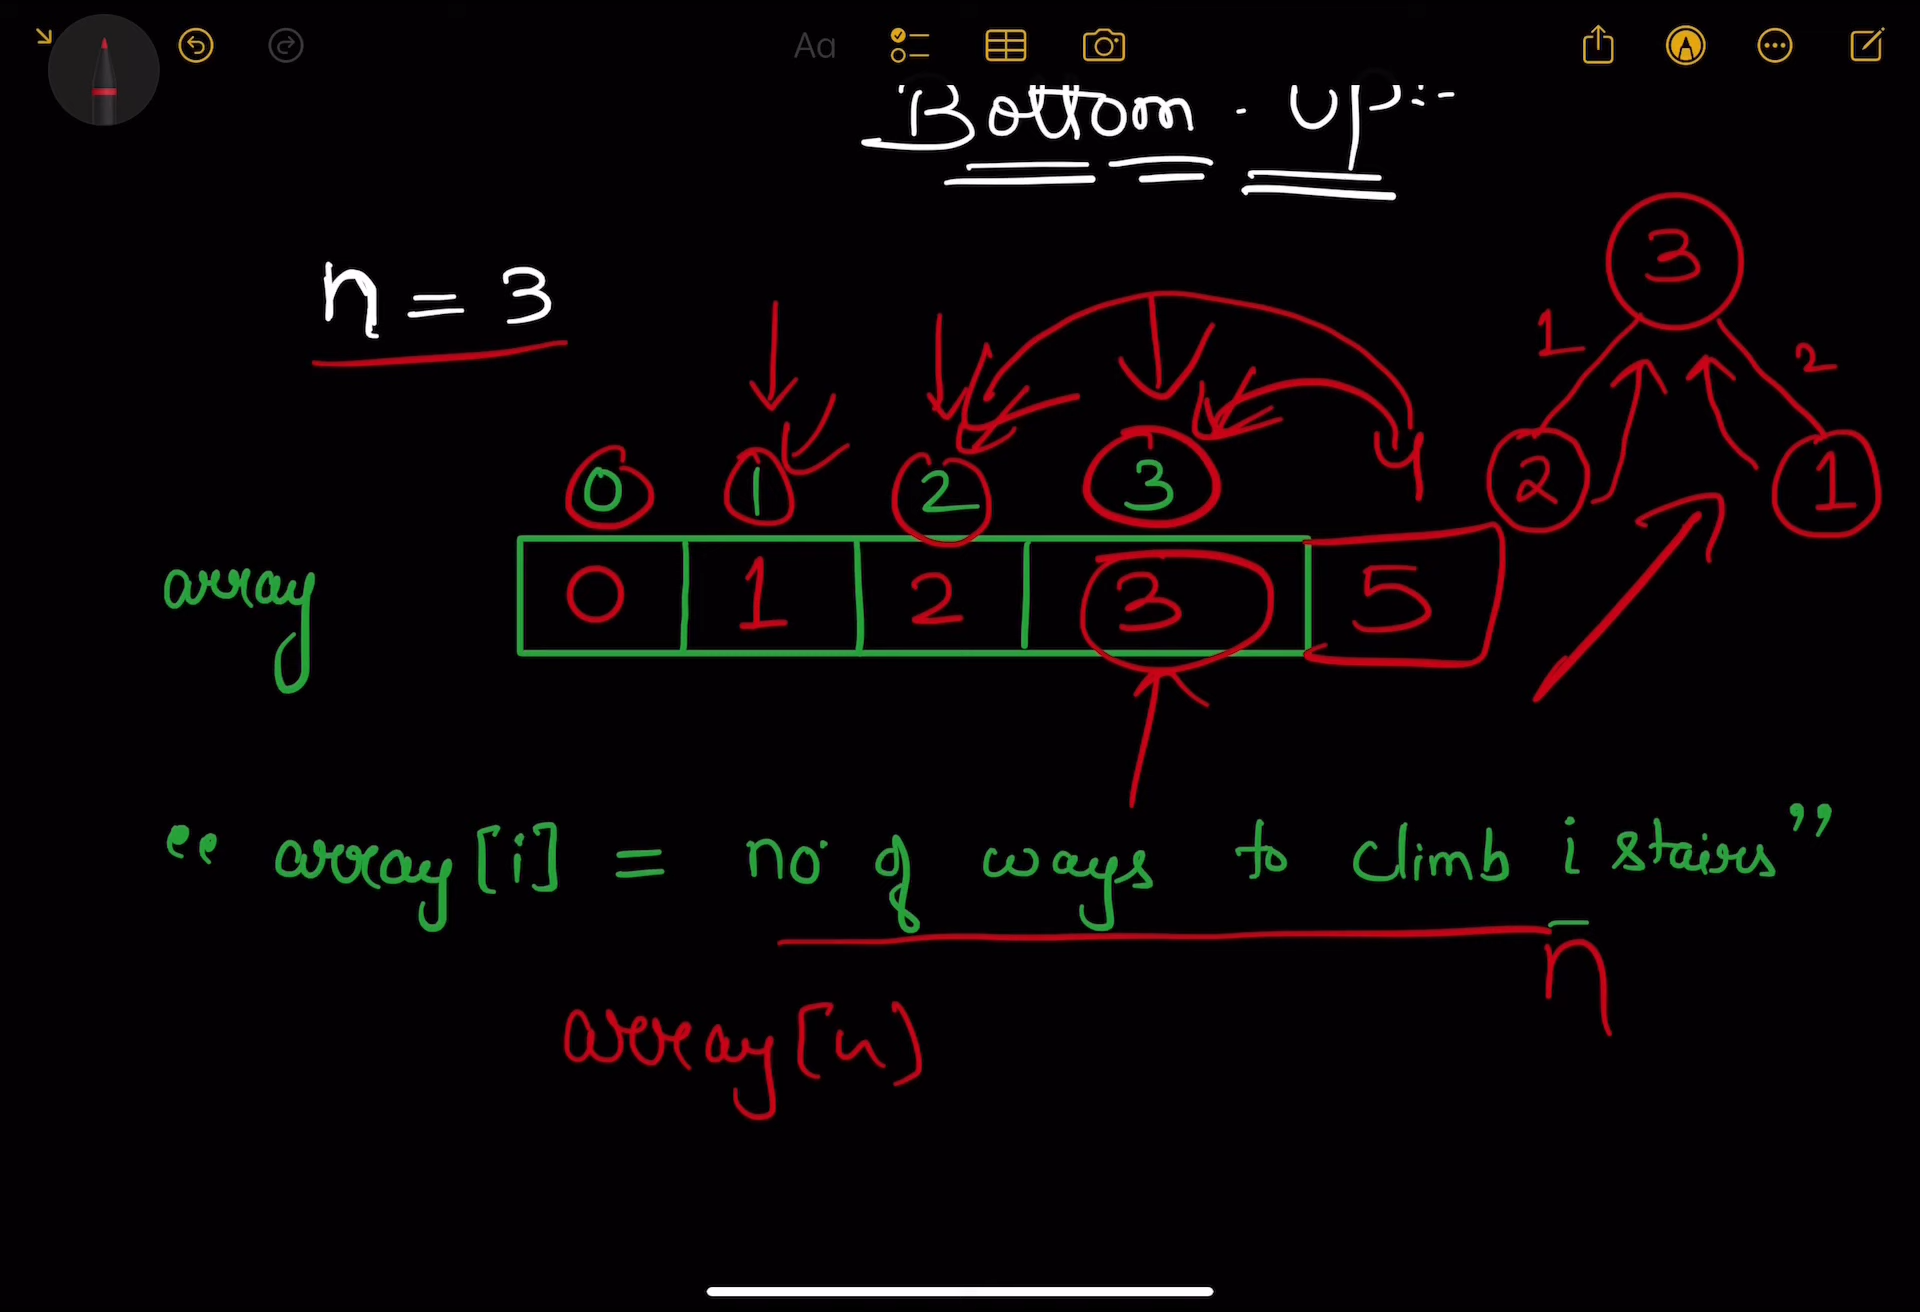 Aa
Bottom - UP :-
n = 3
3
1 2
2 1
0 1 2 3 4
array 0 1 2 3 5
“ array[i] = no of ways to climb i stairs ”
n
array[n]